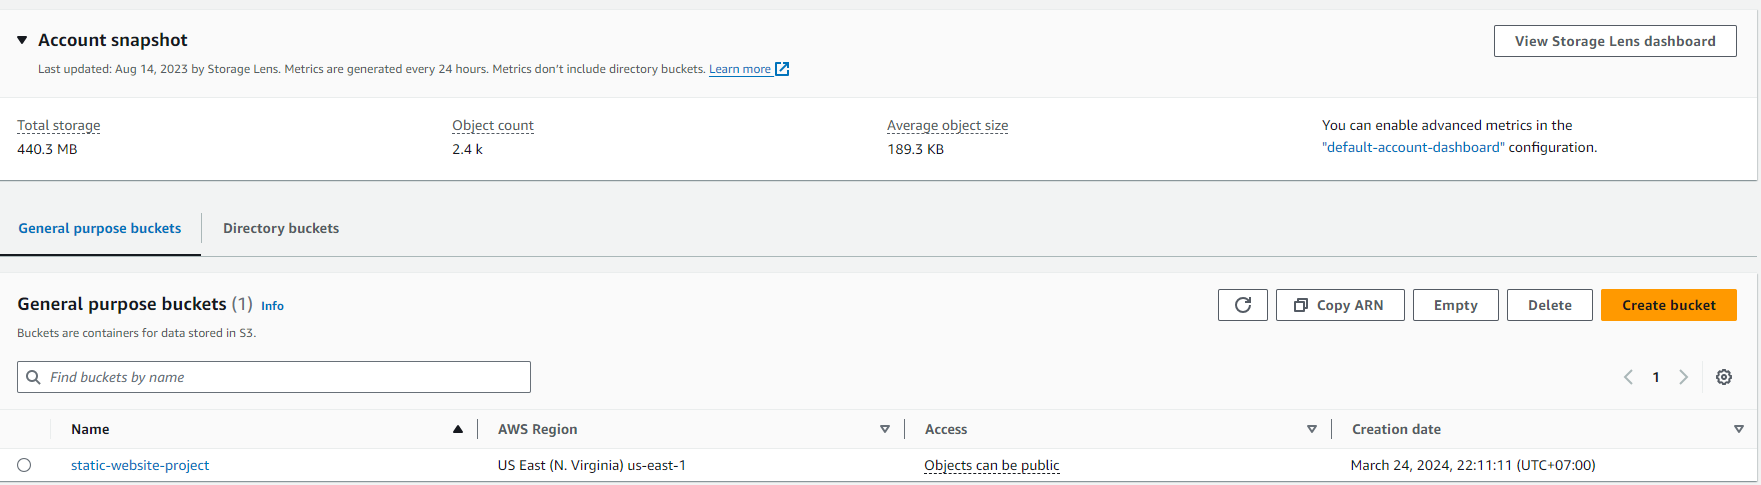 Account snapshot
View Storage Lens dashboard
Last updated: Aug 14, 2023 by Storage Lens. Metrics are generated every 24 hours. Metrics don't include directory buckets. Learn more
Total storage
440.3 MB
Object count
2.4 k
Average object size
189.3 KB
You can enable advanced metrics in the
"default-account-dashboard" configuration.
General purpose buckets
Directory buckets
General purpose buckets (1) Info
Buckets are containers for data stored in S3.
Copy ARN
Empty
Delete
Create bucket
Find buckets by name
1
Name
AWS Region
Access
Creation date
static-website-project
US East (N. Virginia) us-east-1
Objects can be public
March 24, 2024, 22:11:11 (UTC+07:00)